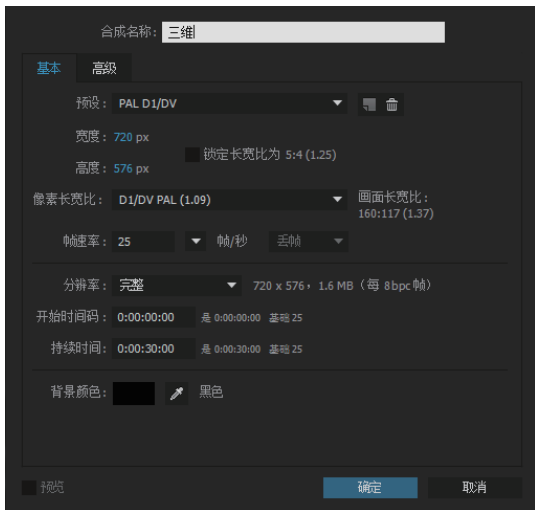 合成名称: 三维
基本 高级
预设: PAL D1/DV
宽度: 720 px
锁定长宽比为 5:4 (1.25)
高度: 576 px
像素长宽比: D1/DV PAL (1.09) 画面长宽比:
160:117 (1.37)
帧速率: 25 帧/秒 丢帧
分辨率: 完整 720 x 576, 1.6 MB (每 8bpc 帧)
开始时间码: 0:00:00:00 是 0:00:00:00 基础 25
持续时间: 0:00:30:00 是 0:00:30:00 基础 25
背景颜色: 黑色
预览 确定 取消